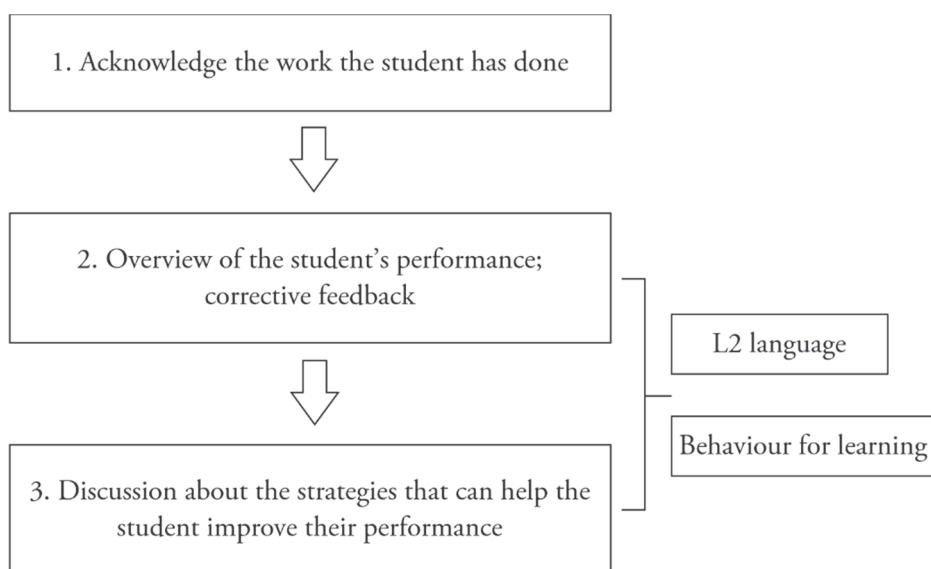 1. Acknowledge the work the student has done
2. Overview of the student’s performance;
corrective feedback
L2 language
Behaviour for learning
3. Discussion about the strategies that can help the
student improve their performance